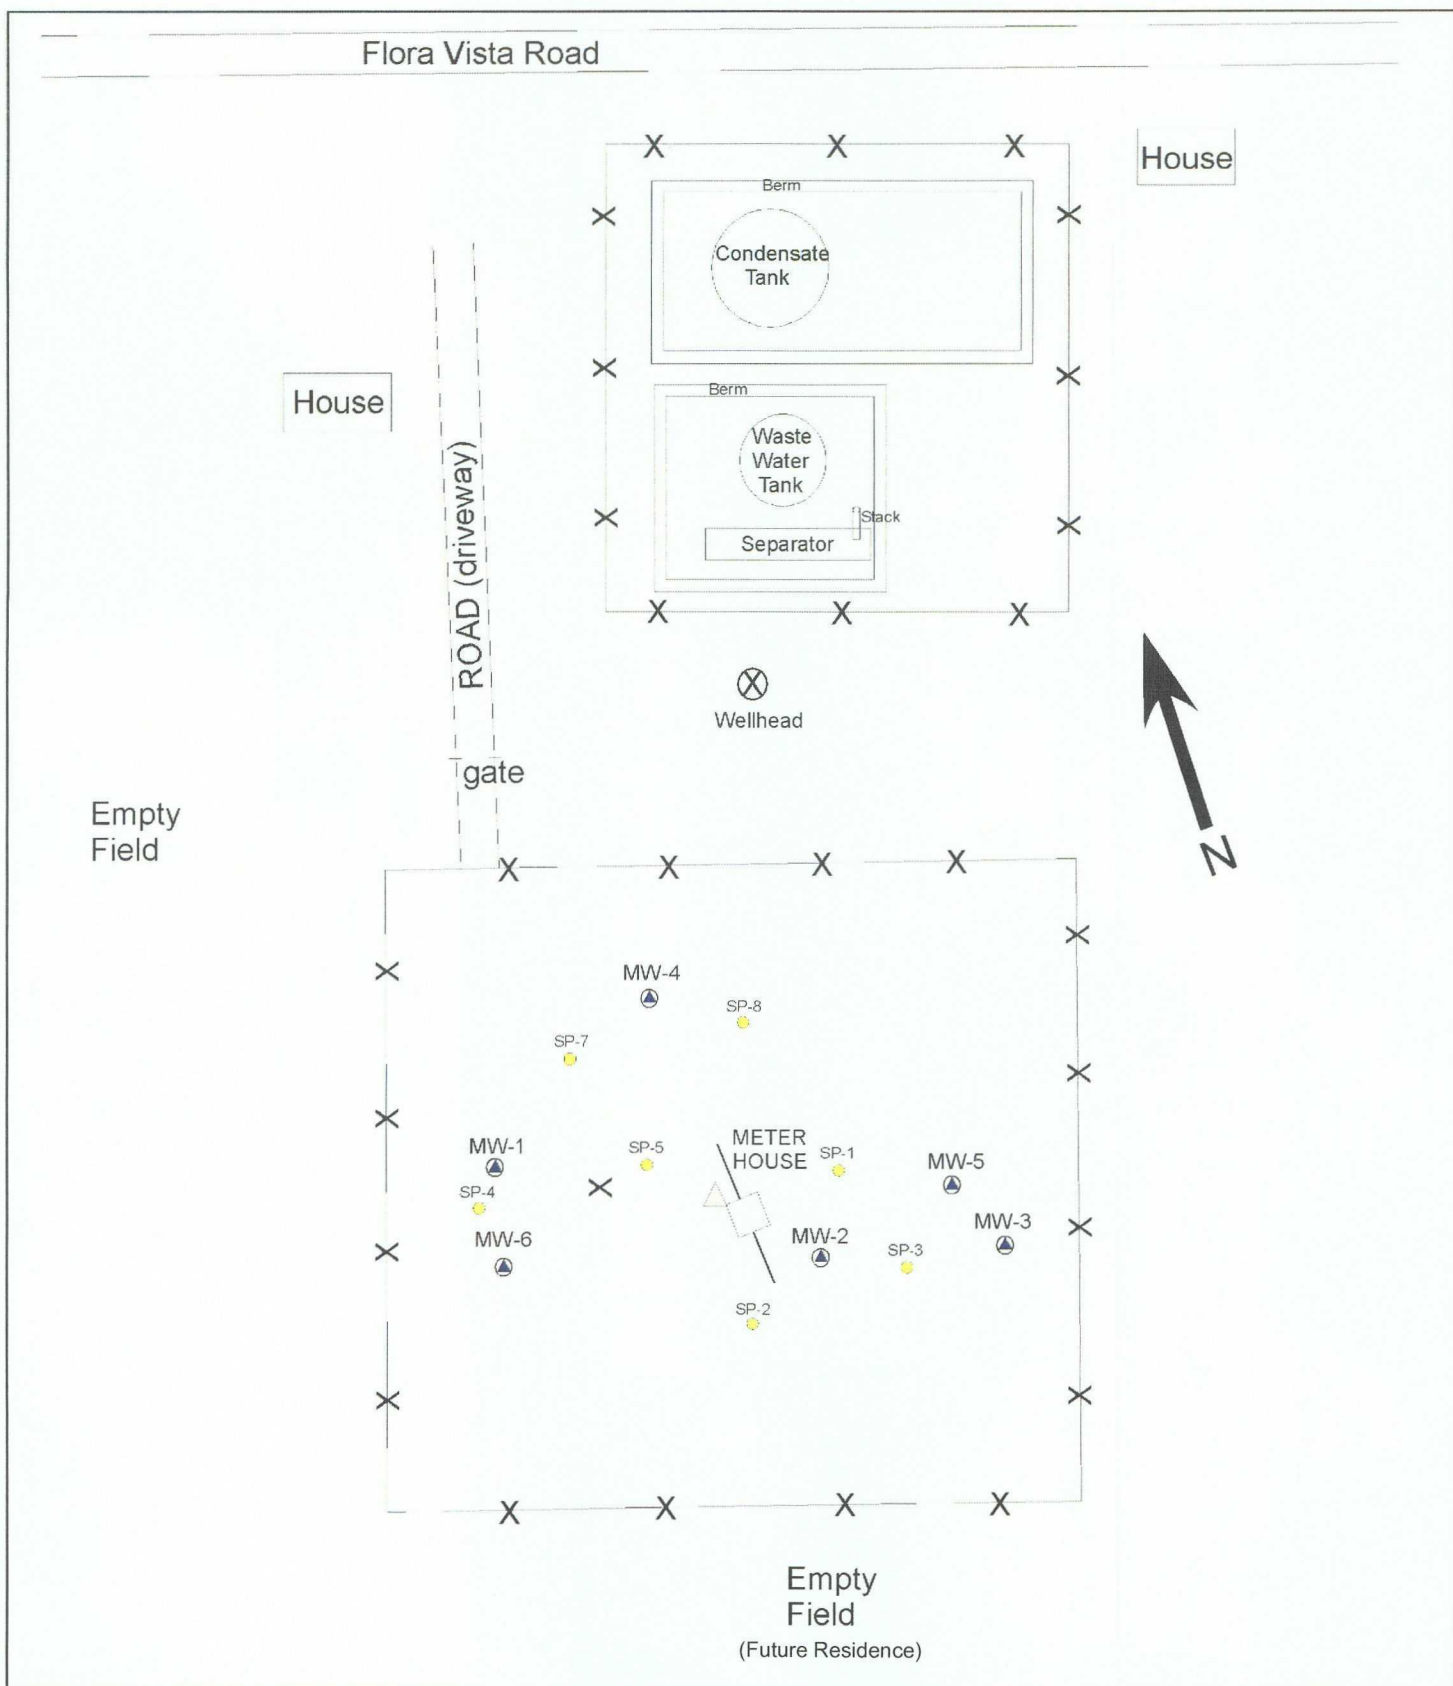 Flora Vista Road
House
Berm
Condensate
Tank
House
Berm
Waste
Water
Tank
Stack
Separator
ROAD (driveway)
Wellhead
gate
N
Empty
Field
MW-4
SP-8
SP-7
METER
HOUSE
MW-1
SP-5
SP-1
MW-5
SP-4
MW-6
MW-2
SP-3
MW-3
SP-2
Empty
Field
(Future Residence)